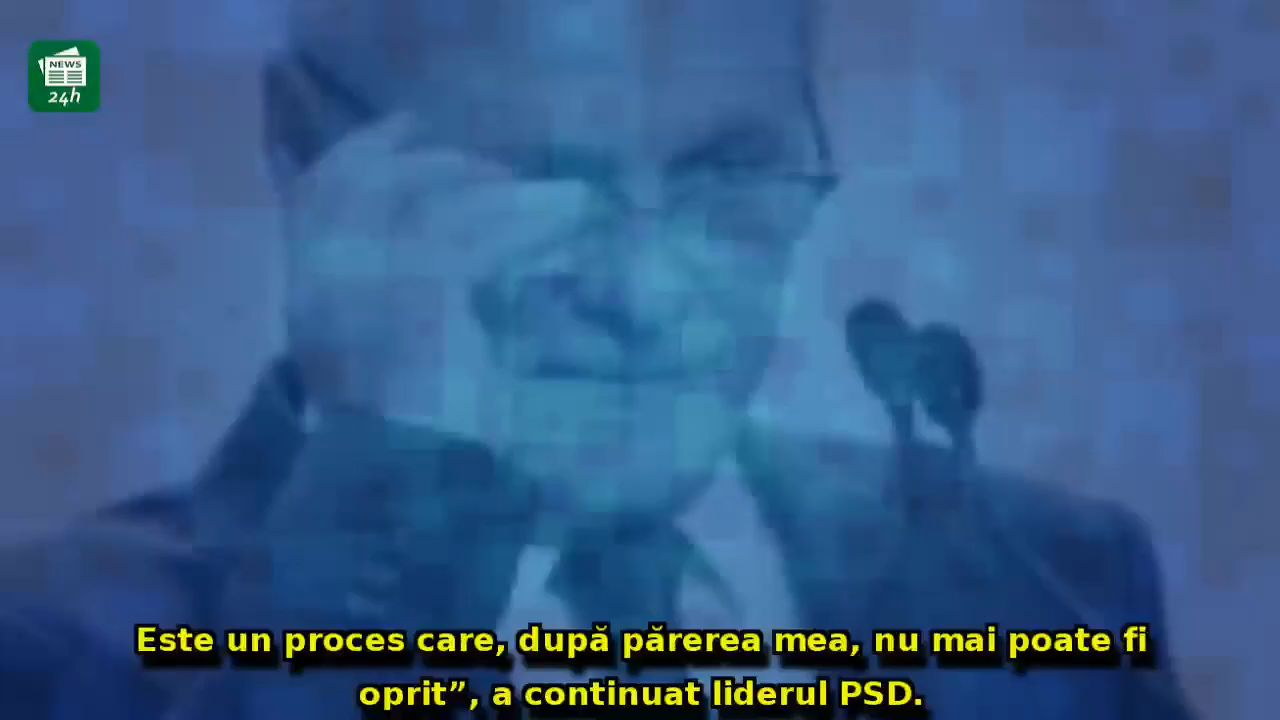 NEWS
24h
Este un proces care, după părerea mea, nu mai poate fi
oprit”, a continuat liderul PSD.